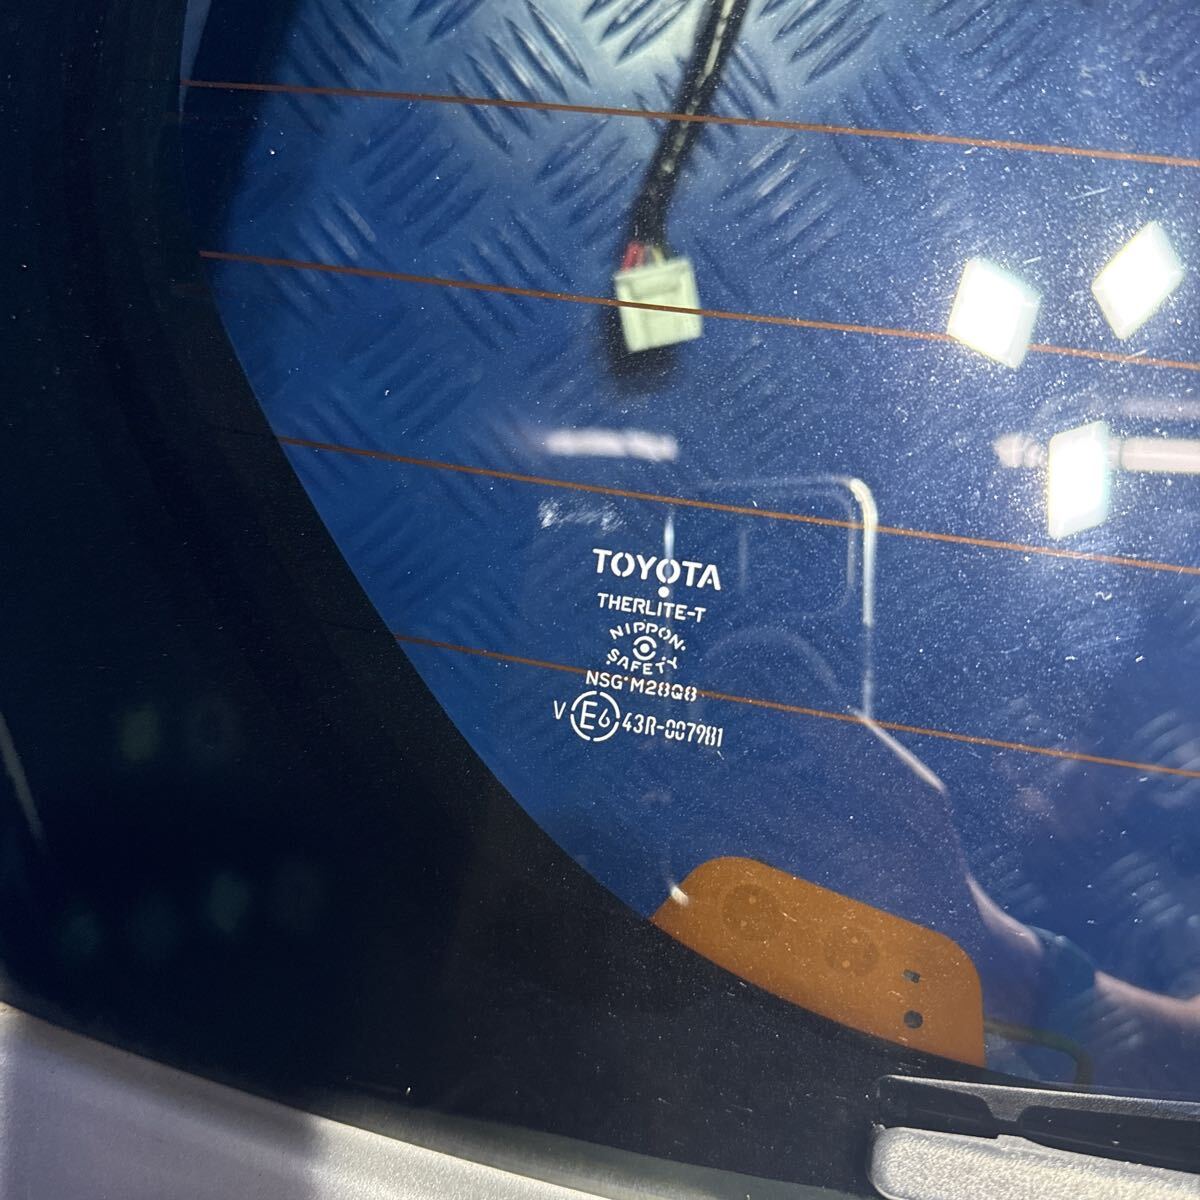 TOYOTA
THERLITE-T
NIPPON
SAFETY
NSG M28Q8
V E6 43R-007981